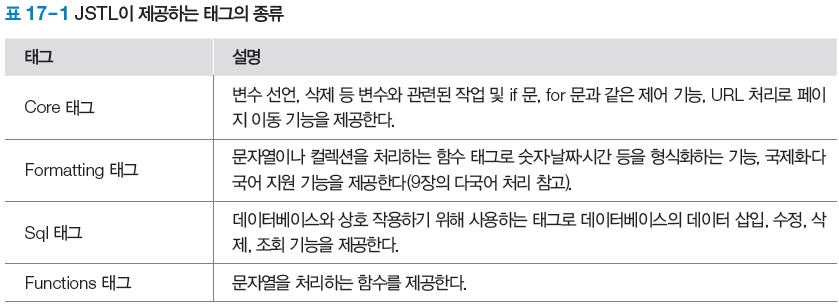 표 17-1 JSTL이 제공하는 태그의 종류
태그 설명
Core 태그 변수 선언, 삭제 등 변수와 관련된 작업 및 if 문, for 문과 같은 제어 기능, URL 처리로 페이
지 이동 기능을 제공한다.
Formatting 태그 문자열이나 컬렉션을 처리하는 함수 태그로 숫자·날짜·시간 등을 형식화하는 기능, 국제화·다
국어 지원 기능을 제공한다(9장의 다국어 처리 참고).
Sql 태그 데이터베이스와 상호 작용하기 위해 사용하는 태그로 데이터베이스의 데이터 삽입, 수정, 삭
제, 조회 기능을 제공한다.
Functions 태그 문자열을 처리하는 함수를 제공한다.